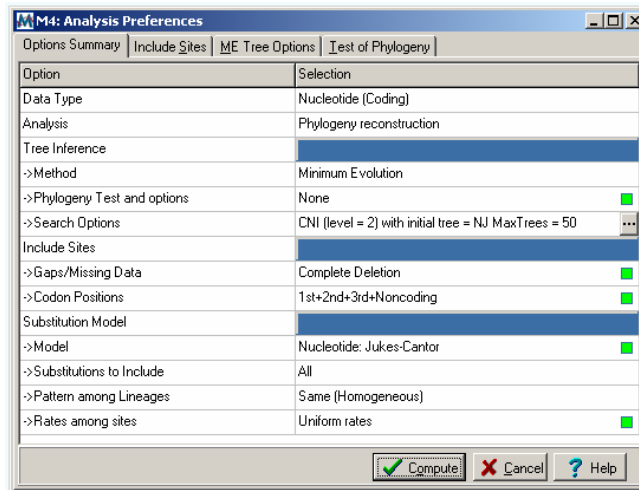 M4: Analysis Preferences
Options Summary Include Sites ME Tree Options Test of Phylogeny
Option Selection
Data Type Nucleotide (Coding)
Analysis Phylogeny reconstruction
Tree Inference
->Method Minimum Evolution
->Phylogeny Test and options None
->Search Options CNI (level = 2) with initial tree = NJ MaxTrees = 50 ...
Include Sites
->Gaps/Missing Data Complete Deletion
->Codon Positions 1st+2nd+3rd+Noncoding
Substitution Model
->Model Nucleotide: Jukes-Cantor
->Substitutions to Include All
->Pattern among Lineages Same (Homogeneous)
->Rates among sites Uniform rates
Compute Cancel ? Help